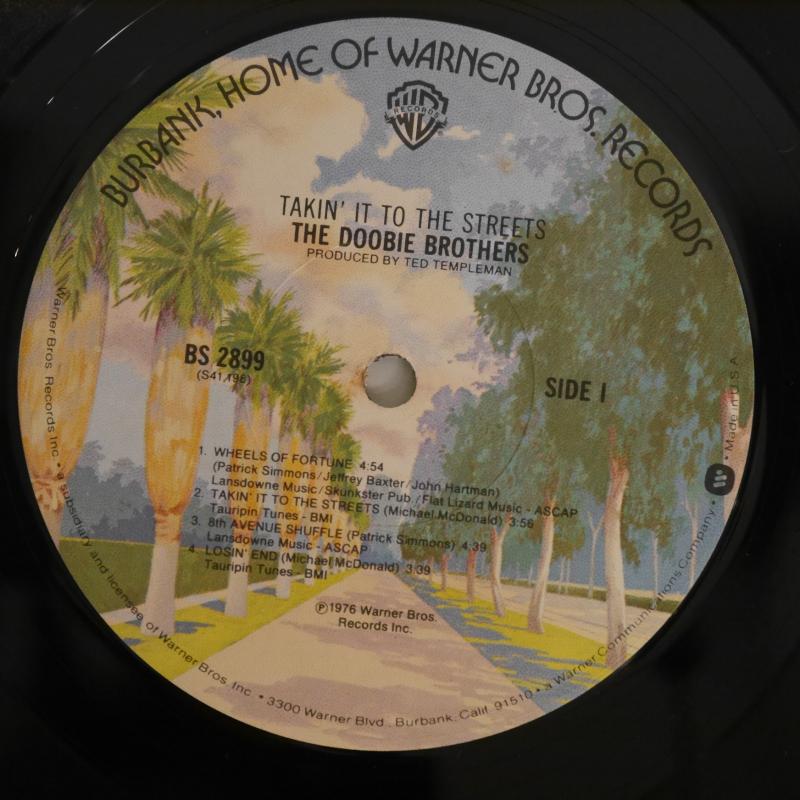 BURBANK, HOME OF WARNER BROS. RECORDS
W
RECORDS
TAKIN' IT TO THE STREETS
THE DOOBIE BROTHERS
PRODUCED BY TED TEMPLEMAN
BS 2899
(S41,198)
SIDE I
1. WHEELS OF FORTUNE 4:54
(Patrick Simmons/Jeffrey Baxter/John Hartman)
Lansdowne Music/Skunkster Pub./Flat Lizard Music - ASCAP
2. TAKIN' IT TO THE STREETS (Michael McDonald) 3:56
Tauripin Tunes - BMI
3. 8th AVENUE SHUFFLE (Patrick Simmons) 4:39
Lansdowne Music - ASCAP
4. LOSIN' END (Michael McDonald) 3:39
Tauripin Tunes - BMI
℗1976 Warner Bros.
Records Inc.
Warner Bros. Records Inc. • a subsidiary and licensee of Warner Bros. Inc. • 3300 Warner Blvd., Burbank, Calif. 91510 • a Warner Communications Company • Made in U.S.A.